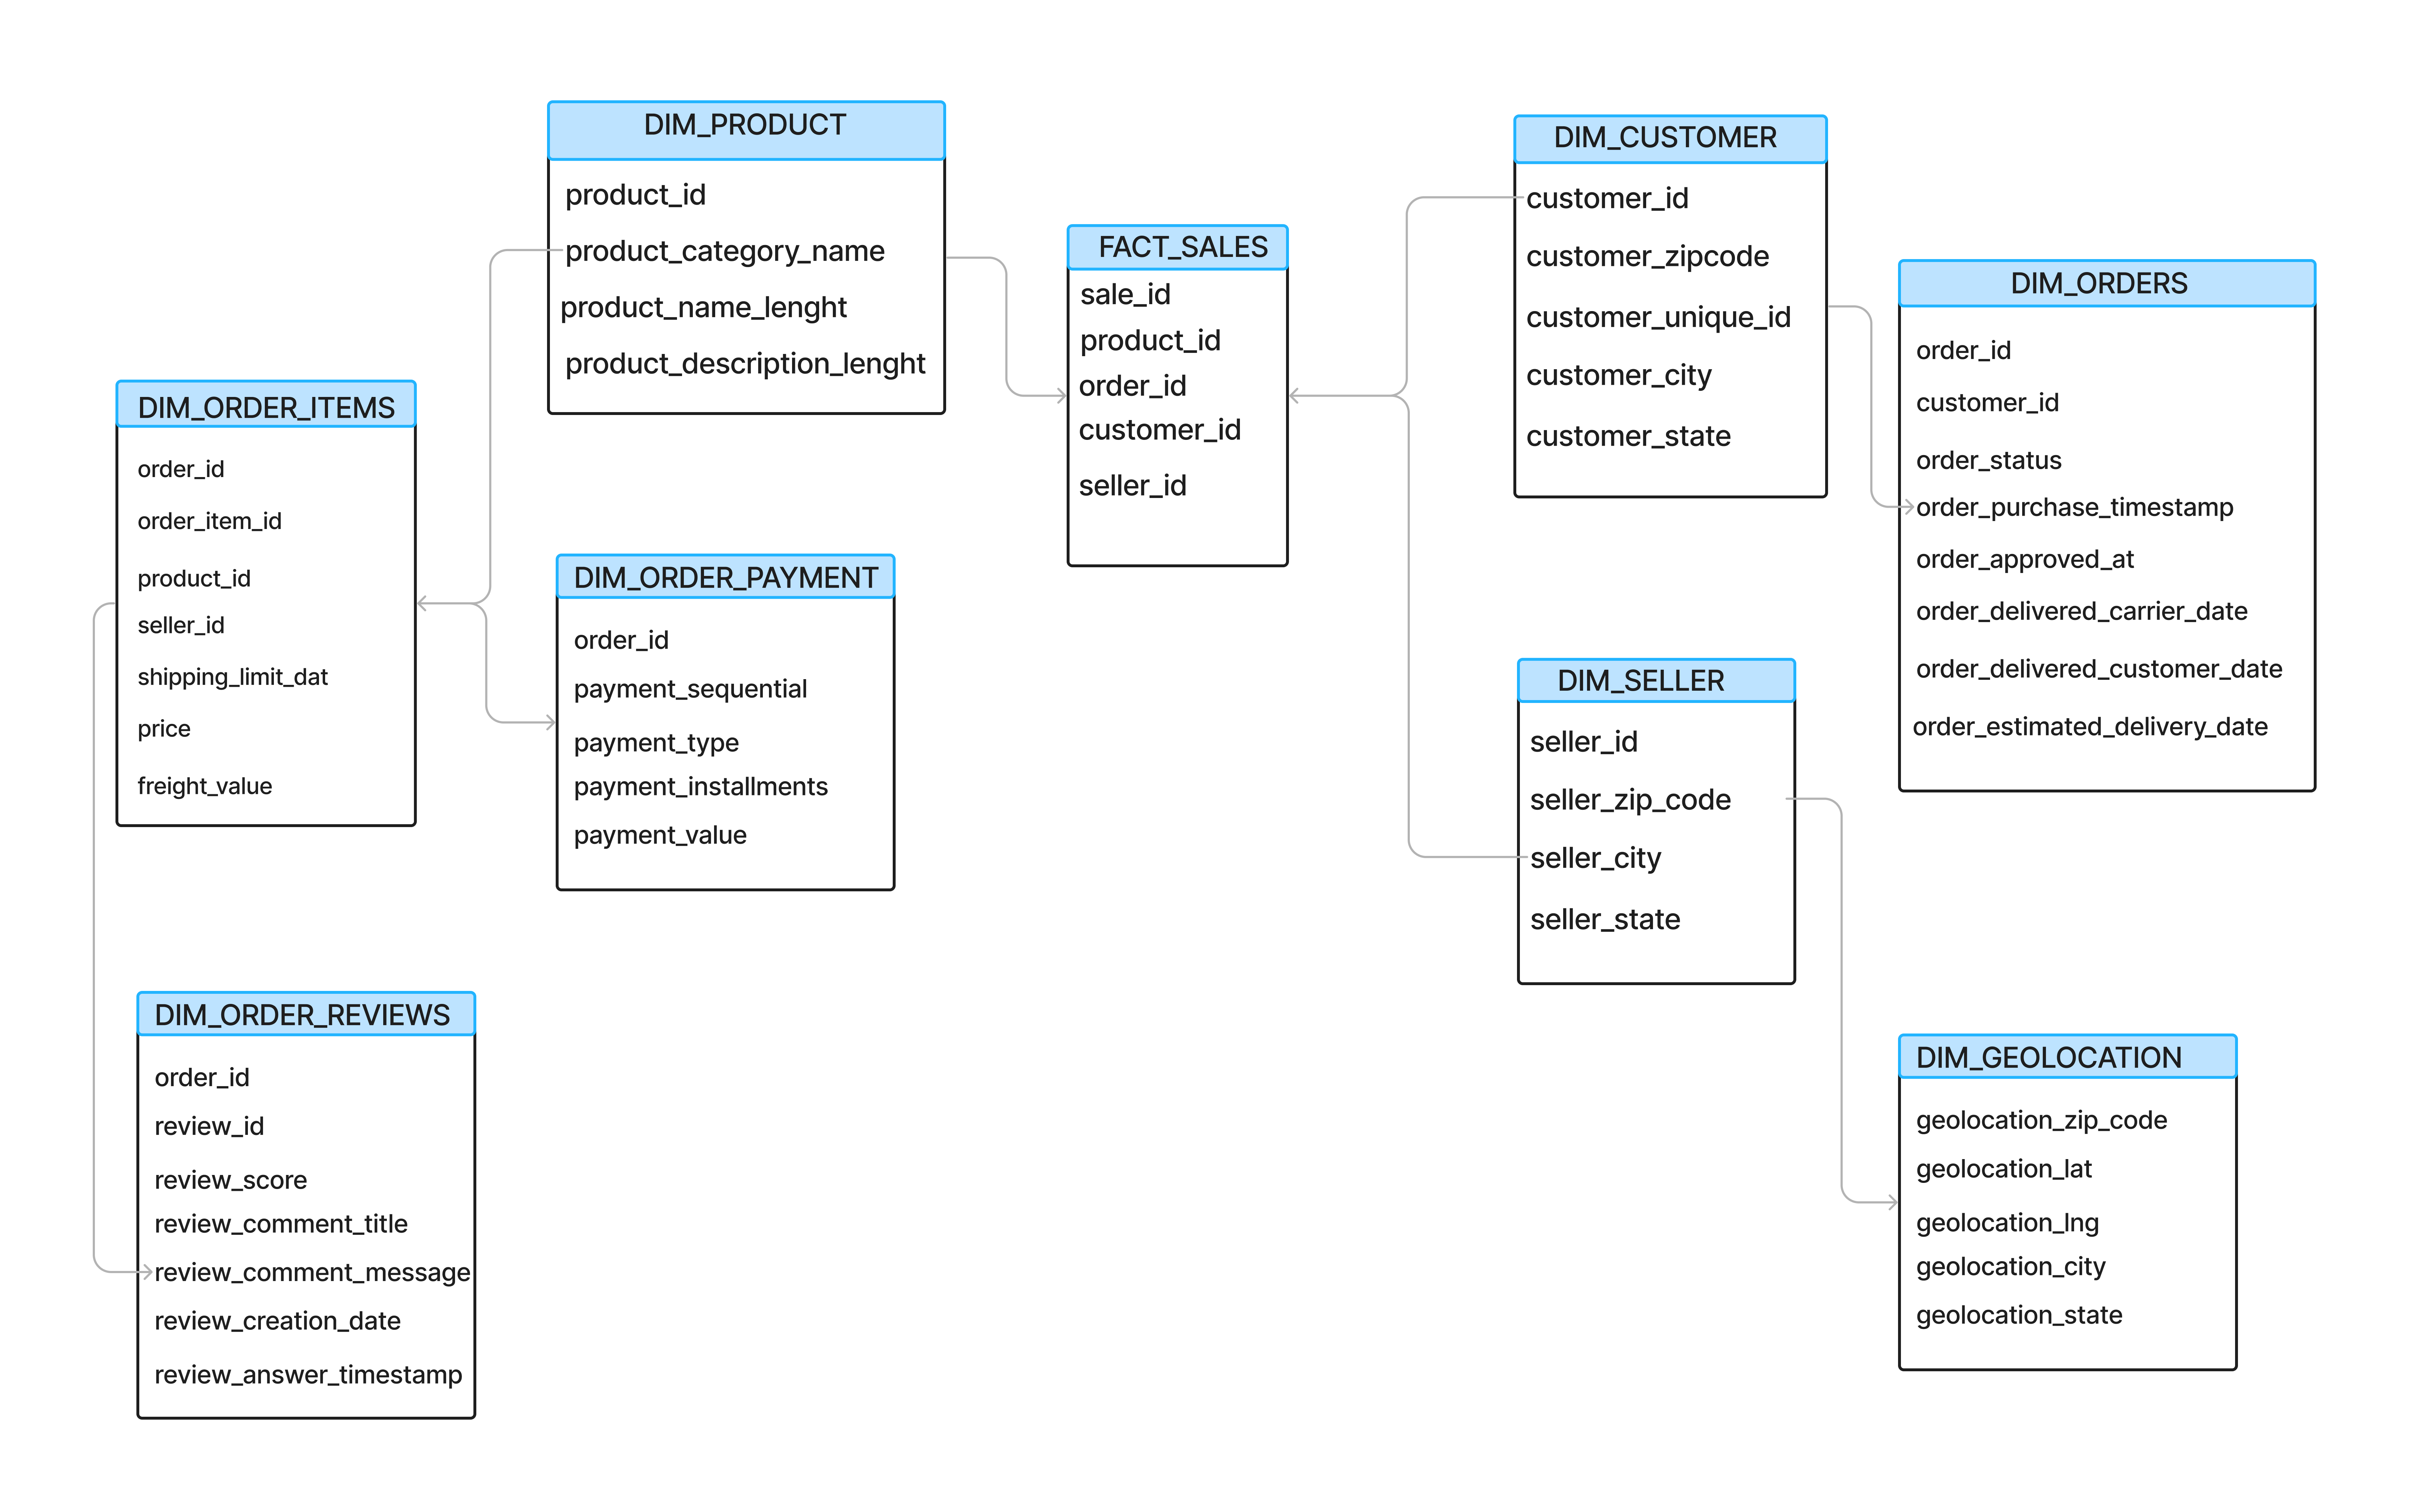 DIM_PRODUCT
product_id
product_category_name
product_name_lenght
product_description_lenght
DIM_CUSTOMER
customer_id
customer_zipcode
customer_unique_id
customer_city
customer_state
FACT_SALES
sale_id
product_id
order_id
customer_id
seller_id
DIM_ORDERS
order_id
customer_id
order_status
order_purchase_timestamp
order_approved_at
order_delivered_carrier_date
order_delivered_customer_date
order_estimated_delivery_date
DIM_ORDER_ITEMS
order_id
order_item_id
product_id
seller_id
shipping_limit_dat
price
freight_value
DIM_ORDER_PAYMENT
order_id
payment_sequential
payment_type
payment_installments
payment_value
DIM_SELLER
seller_id
seller_zip_code
seller_city
seller_state
DIM_ORDER_REVIEWS
order_id
review_id
review_score
review_comment_title
review_comment_message
review_creation_date
review_answer_timestamp
DIM_GEOLOCATION
geolocation_zip_code
geolocation_lat
geolocation_lng
geolocation_city
geolocation_state